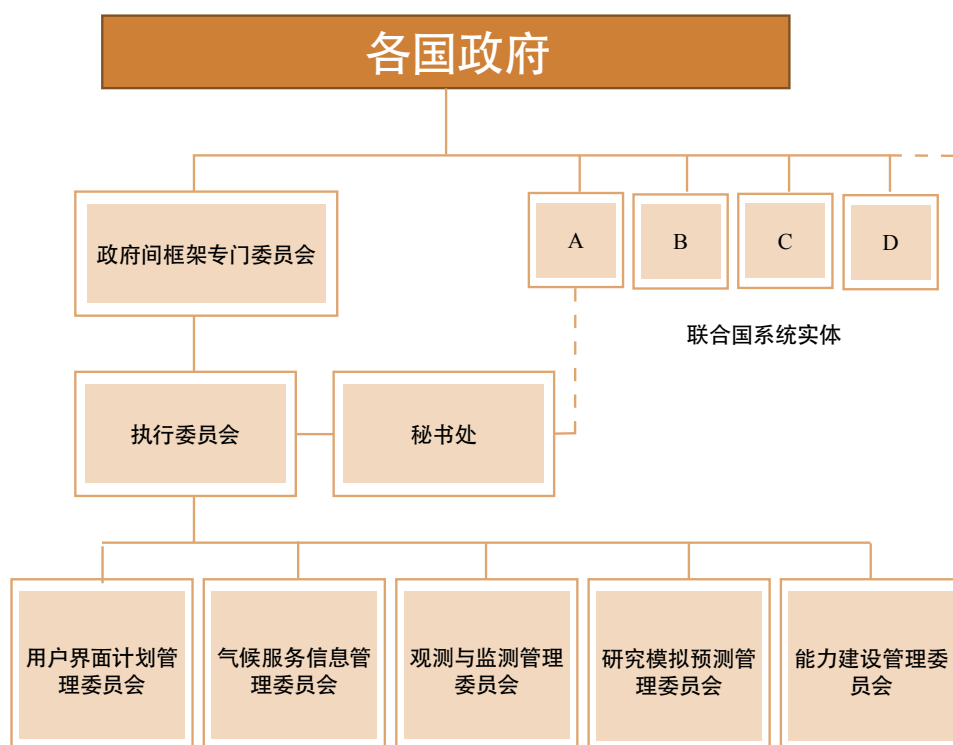 各国政府
政府间框架专门委员会
A
B
C
D
联合国系统实体
执行委员会
秘书处
用户界面计划管
理委员会
气候服务信息管
理委员会
观测与监测管理
委员会
研究模拟预测管
理委员会
能力建设管理委
员会